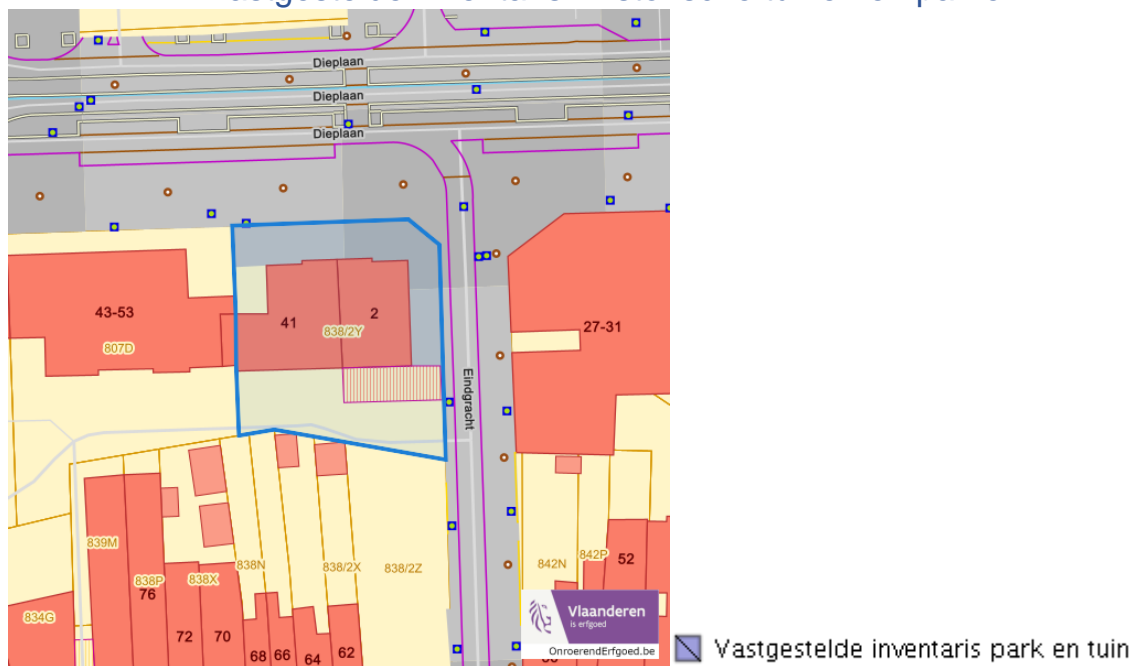 Dieplaan
Dieplaan
Dieplaan
43-53
807D
41
2
838/2Y
27-31
Eindgracht
839M
838P
76
838X
838N
838/2X
838/2Z
842N
842P
52
834G
72
70
68
66
64
62
Vlaanderen
is erfgoed
OnroerendErfgoed.be
Vastgestelde inventaris park en tuin